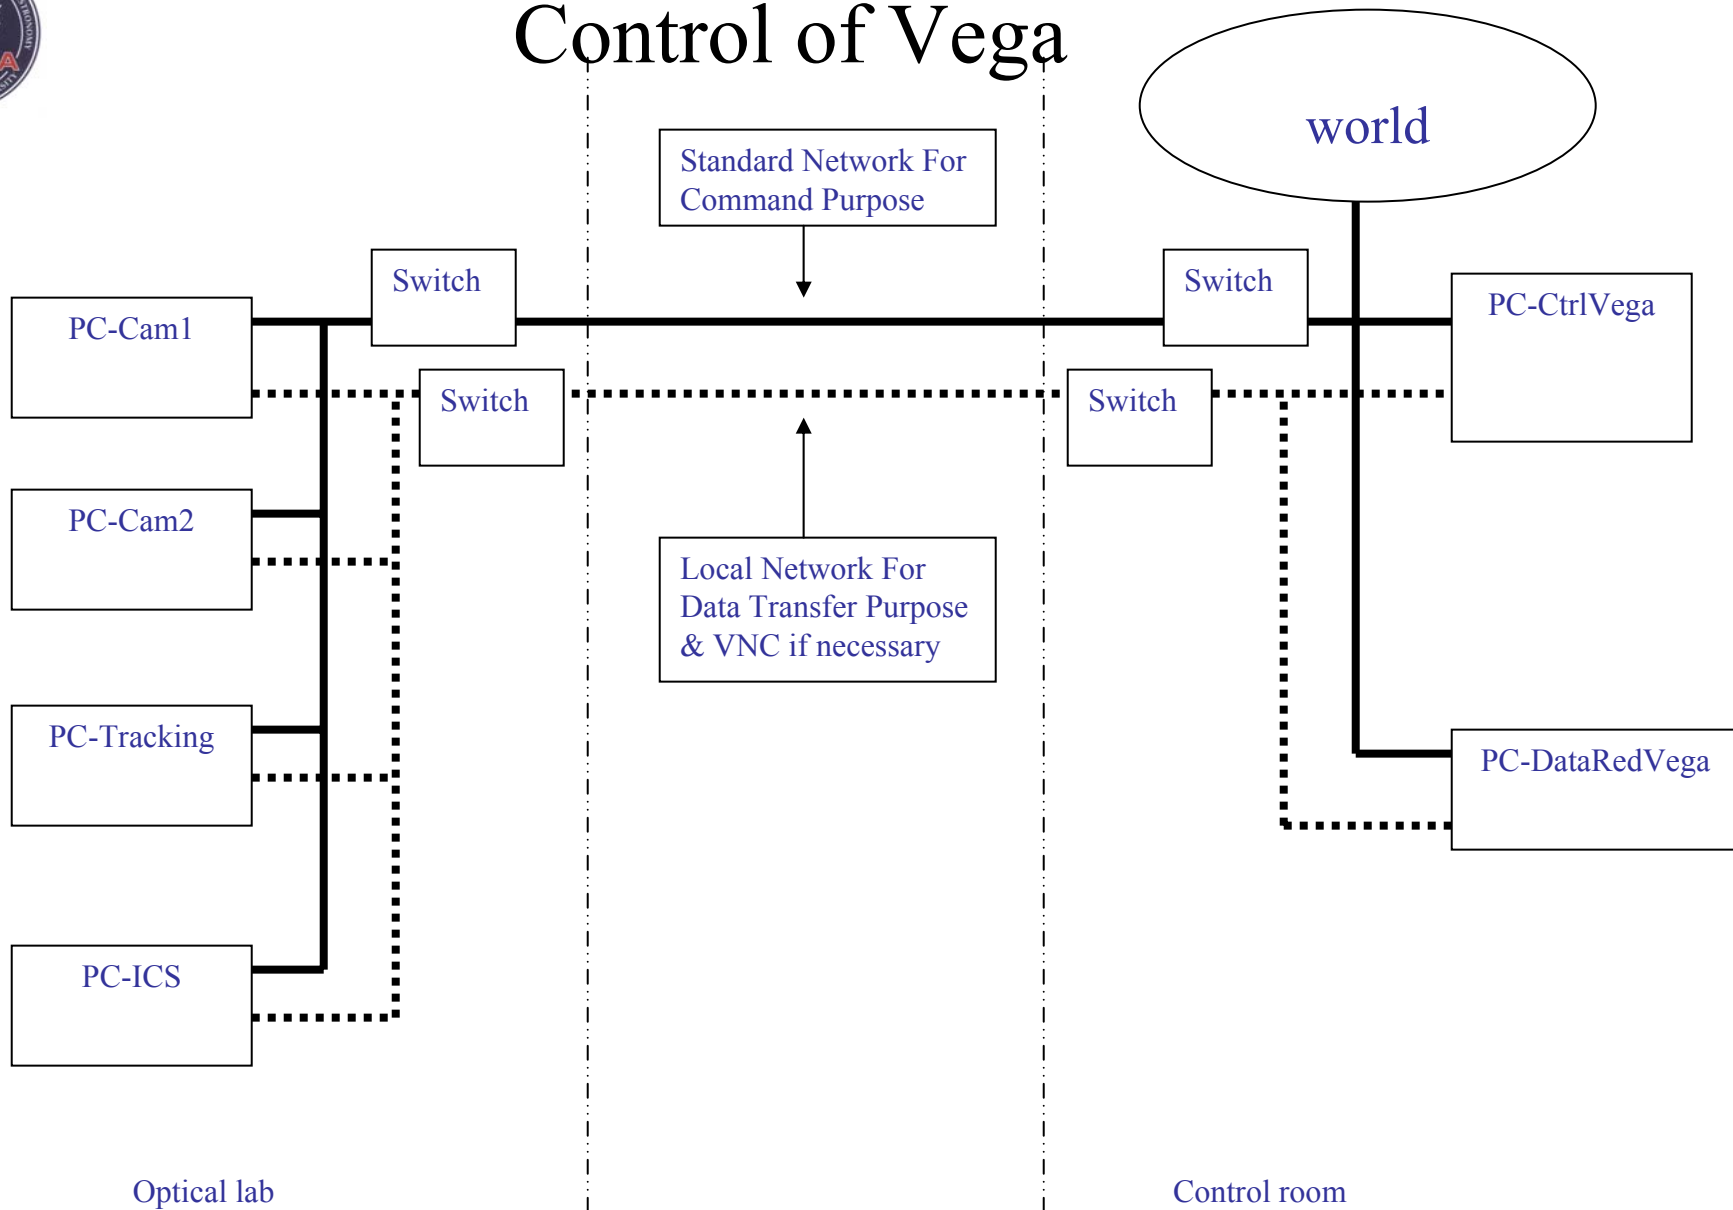 Control of Vega
world
Standard Network For
Command Purpose
Switch
Switch
PC-CtrlVega
PC-Cam1
Switch
Switch
PC-Cam2
Local Network For
Data Transfer Purpose
& VNC if necessary
PC-Tracking
PC-DataRedVega
PC-ICS
Optical lab
Control room